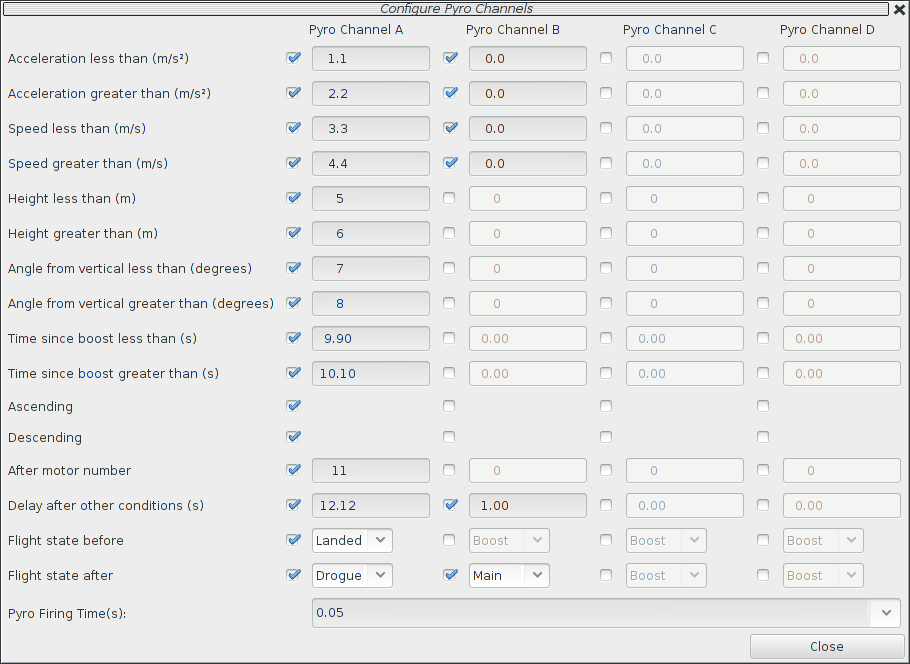 Configure Pyro Channels
Pyro Channel A Pyro Channel B Pyro Channel C Pyro Channel D
Acceleration less than (m/s²) 1.1 0.0 0.0 0.0
Acceleration greater than (m/s²) 2.2 0.0 0.0 0.0
Speed less than (m/s) 3.3 0.0 0.0 0.0
Speed greater than (m/s) 4.4 0.0 0.0 0.0
Height less than (m) 5 0 0 0
Height greater than (m) 6 0 0 0
Angle from vertical less than (degrees) 7 0 0 0
Angle from vertical greater than (degrees) 8 0 0 0
Time since boost less than (s) 9.90 0.00 0.00 0.00
Time since boost greater than (s) 10.10 0.00 0.00 0.00
Ascending
Descending
After motor number 11 0 0 0
Delay after other conditions (s) 12.12 1.00 0.00 0.00
Flight state before Landed Boost Boost Boost
Flight state after Drogue Main Boost Boost
Pyro Firing Time(s): 0.05
Close